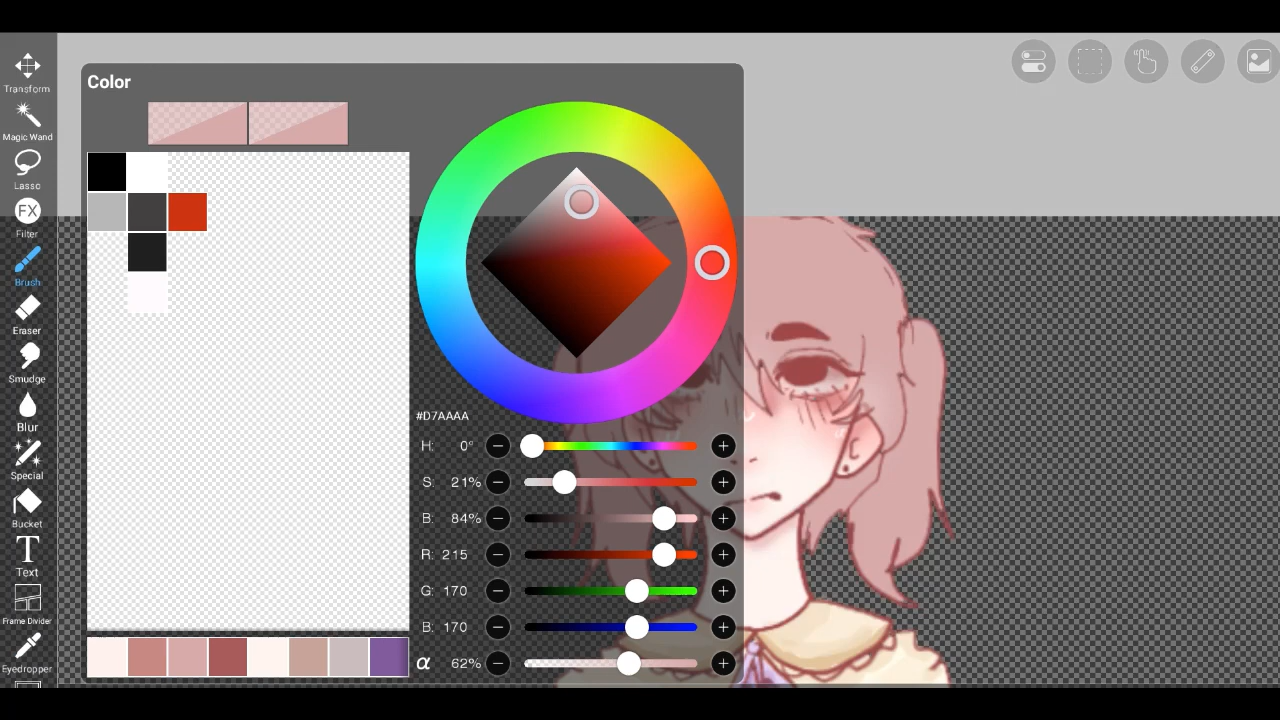 Color
Transform
Magic Wand
Lasso
FX
Filter
Brush
Eraser
Smudge
Blur
Special
Bucket
T
Text
Frame Divider
Eyedropper
#D7AAAA
H: 0°
S: 21%
B: 84%
R: 215
G: 170
B: 170
α 62%